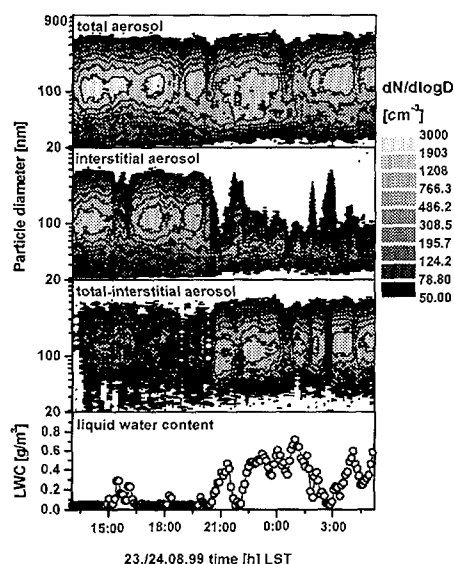 total aerosol
interstitial aerosol
total-interstitial aerosol
liquid water content
Particle diameter [nm]
900
100
20
100
20
100
20
LWC [g/m³]
0.8
0.6
0.4
0.2
0.0
15:00 18:00 21:00 0:00 3:00
23./24.08.99 time [h] LST
dN/dlogD
[cm⁻³]
3000
1903
1208
766.3
486.2
308.5
195.7
124.2
78.80
50.00